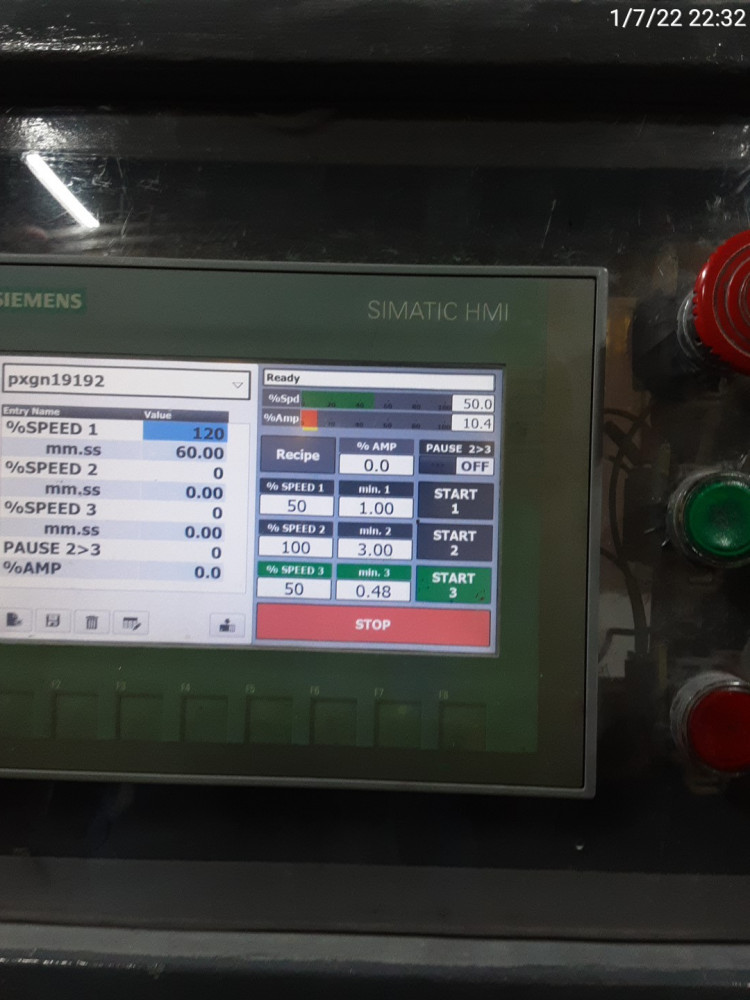 1/7/22 22:32
SIEMENS
SIMATIC HMI
pxgn19192
Entry Name Value
%SPEED 1 120
mm.ss 60.00
%SPEED 2 0
mm.ss 0.00
%SPEED 3 0
mm.ss 0.00
PAUSE 2>3 0
%AMP 0.0
Ready
%Spd 50.0
%Amp 10.4
Recipe
% AMP
0.0
PAUSE 2>3
OFF
% SPEED 1 min. 1
50 1.00
START
1
% SPEED 2 min. 2
100 3.00
START
2
% SPEED 3 min. 3
50 0.48
START
3
STOP
F2 F3 F4 F5 F6 F7 F8